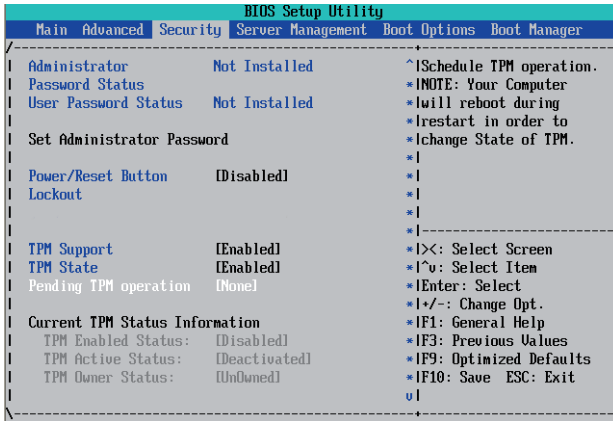 BIOS Setup Utility
Main Advanced Security Server Management Boot Options Boot Manager
/----------------------------------------------------+------------------------
| Administrator Not Installed ^|Schedule TPM operation.
| Password Status *|NOTE: Your Computer
| User Password Status Not Installed *|will reboot during
| *|restart in order to
| Set Administrator Password *|change State of TPM.
| *|
| Power/Reset Button [Disabled] *|
| Lockout *|
| *|
| *|------------------------
| TPM Support [Enabled] *|><: Select Screen
| TPM State [Enabled] *|^v: Select Item
| Pending TPM operation [None] *|Enter: Select
| *|+/-: Change Opt.
| Current TPM Status Information *|F1: General Help
| TPM Enabled Status: [Disabled] *|F3: Previous Values
| TPM Active Status: [Deactivated] *|F9: Optimized Defaults
| TPM Owner Status: [UnOwned] *|F10: Save ESC: Exit
| v|
\----------------------------------------------------+------------------------